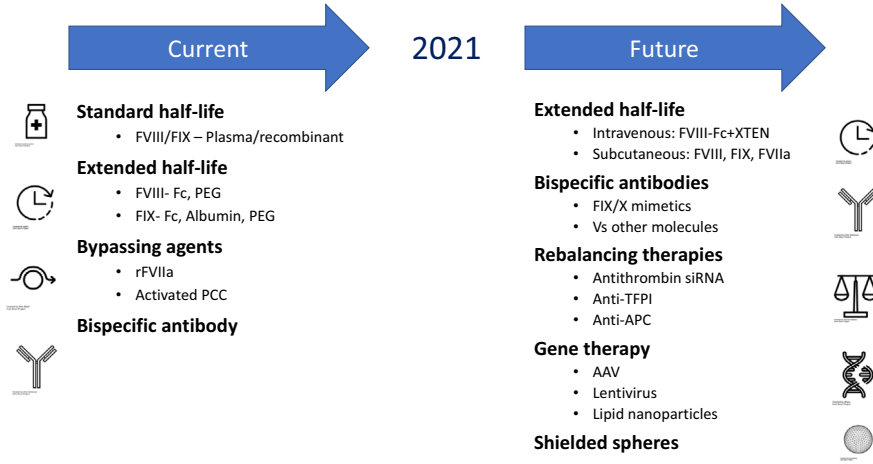 Current
2021
Future
Standard half-life
• FVIII/FIX – Plasma/recombinant
Extended half-life
• FVIII- Fc, PEG
• FIX- Fc, Albumin, PEG
Bypassing agents
• rFVIIa
• Activated PCC
Bispecific antibody
Extended half-life
• Intravenous: FVIII-Fc+XTEN
• Subcutaneous: FVIII, FIX, FVIIa
Bispecific antibodies
• FIX/X mimetics
• Vs other molecules
Rebalancing therapies
• Antithrombin siRNA
• Anti-TFPI
• Anti-APC
Gene therapy
• AAV
• Lentivirus
• Lipid nanoparticles
Shielded spheres